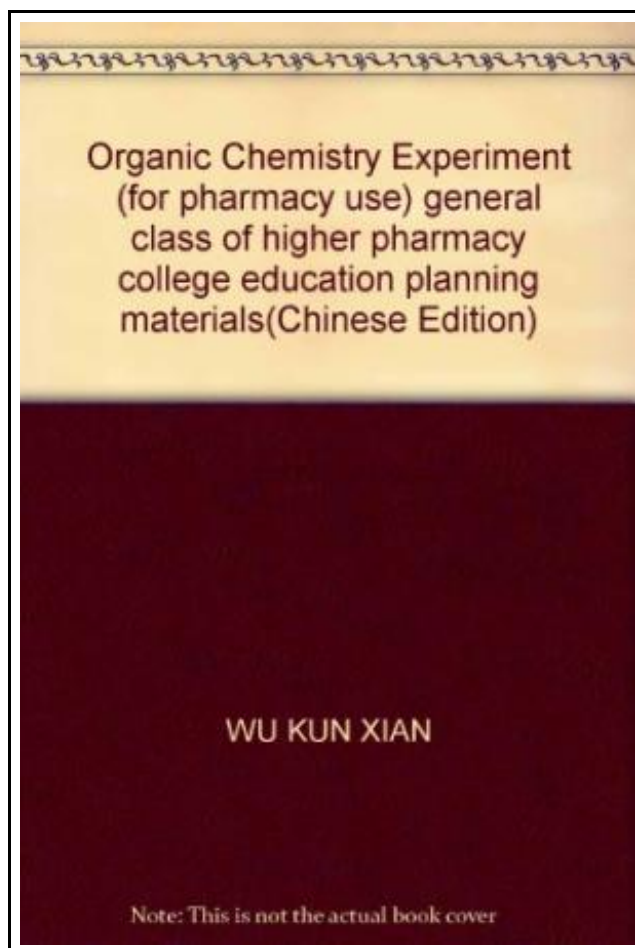 Organic Chemistry Experiment
(for pharmacy use) general
class of higher pharmacy
college education planning
materials(Chinese Edition)
WU KUN XIAN
Note: This is not the actual book cover